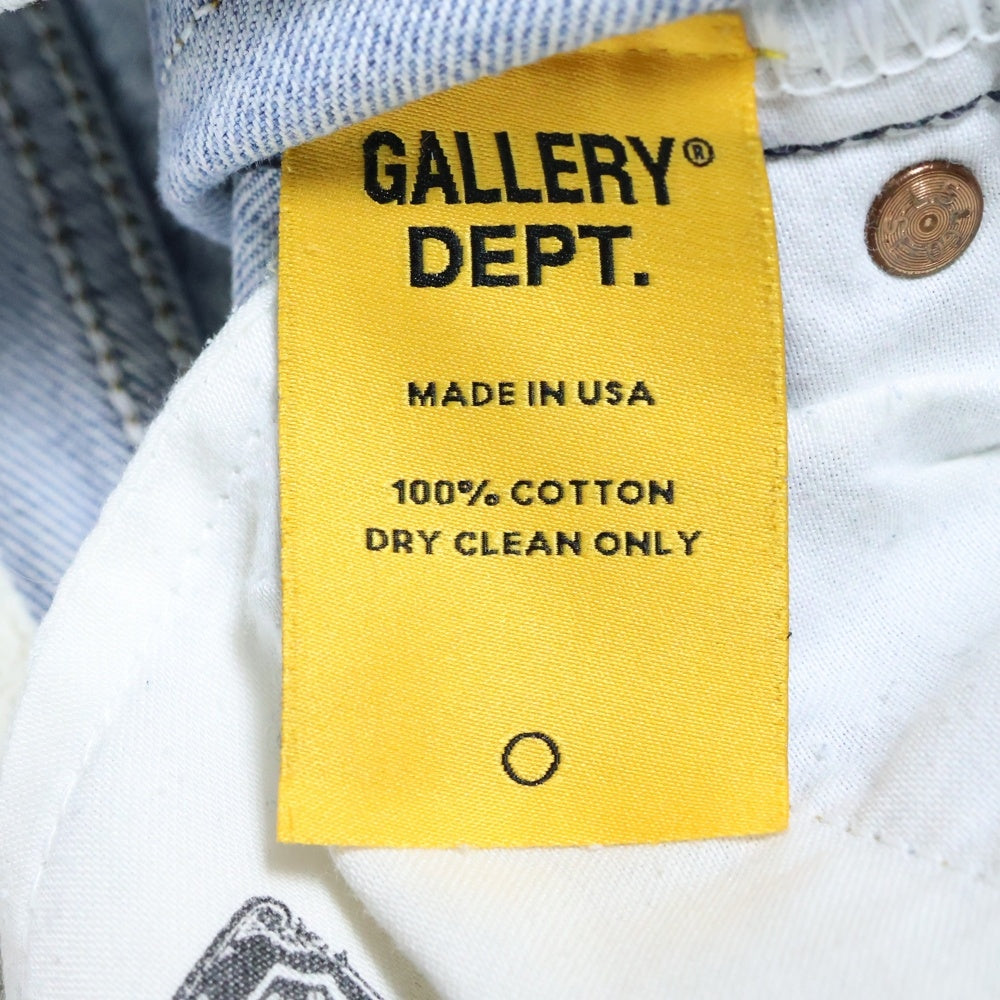 GALLERY®
DEPT.
MADE IN USA
100% COTTON
DRY CLEAN ONLY